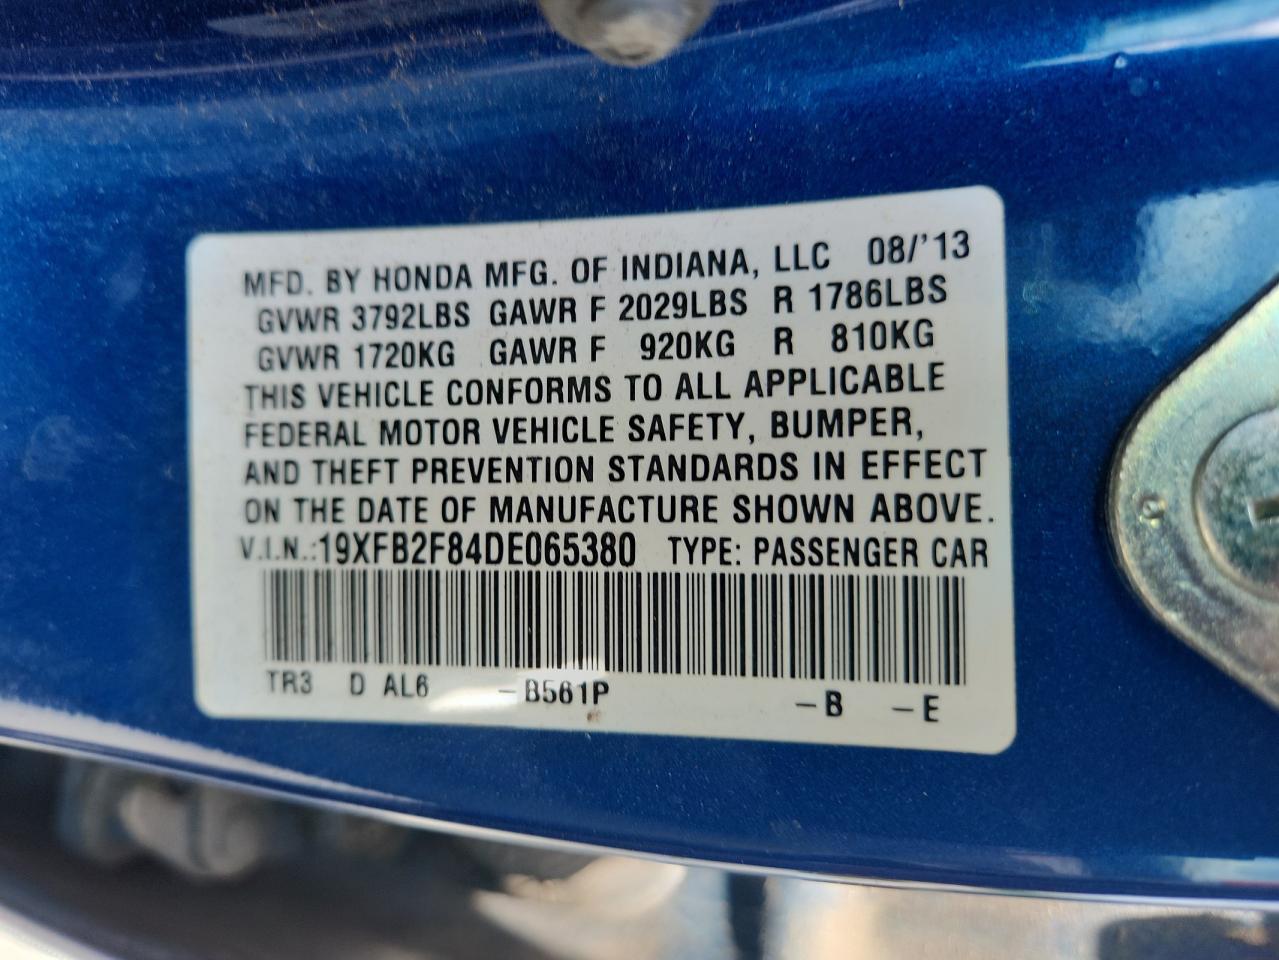 MFD. BY HONDA MFG. OF INDIANA, LLC 08/'13
GVWR 3792LBS GAWR F 2029LBS R 1786LBS
GVWR 1720KG GAWR F 920KG R 810KG
THIS VEHICLE CONFORMS TO ALL APPLICABLE
FEDERAL MOTOR VEHICLE SAFETY, BUMPER,
AND THEFT PREVENTION STANDARDS IN EFFECT
ON THE DATE OF MANUFACTURE SHOWN ABOVE.
V.I.N.:19XFB2F84DE065380 TYPE: PASSENGER CAR
TR3 D AL6 –B561P –B –E